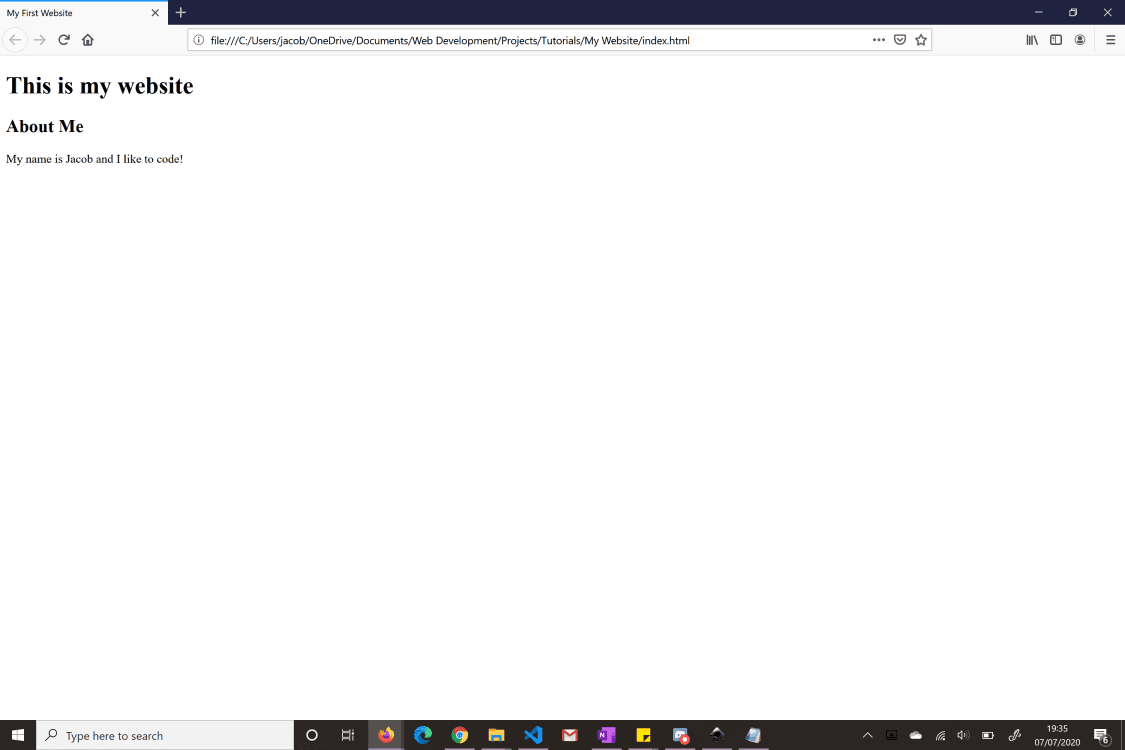 My First Website
file:///C:/Users/jacob/OneDrive/Documents/Web Development/Projects/Tutorials/My Website/index.html
This is my website
About Me
My name is Jacob and I like to code!
Type here to search
19:35
07/07/2020
6